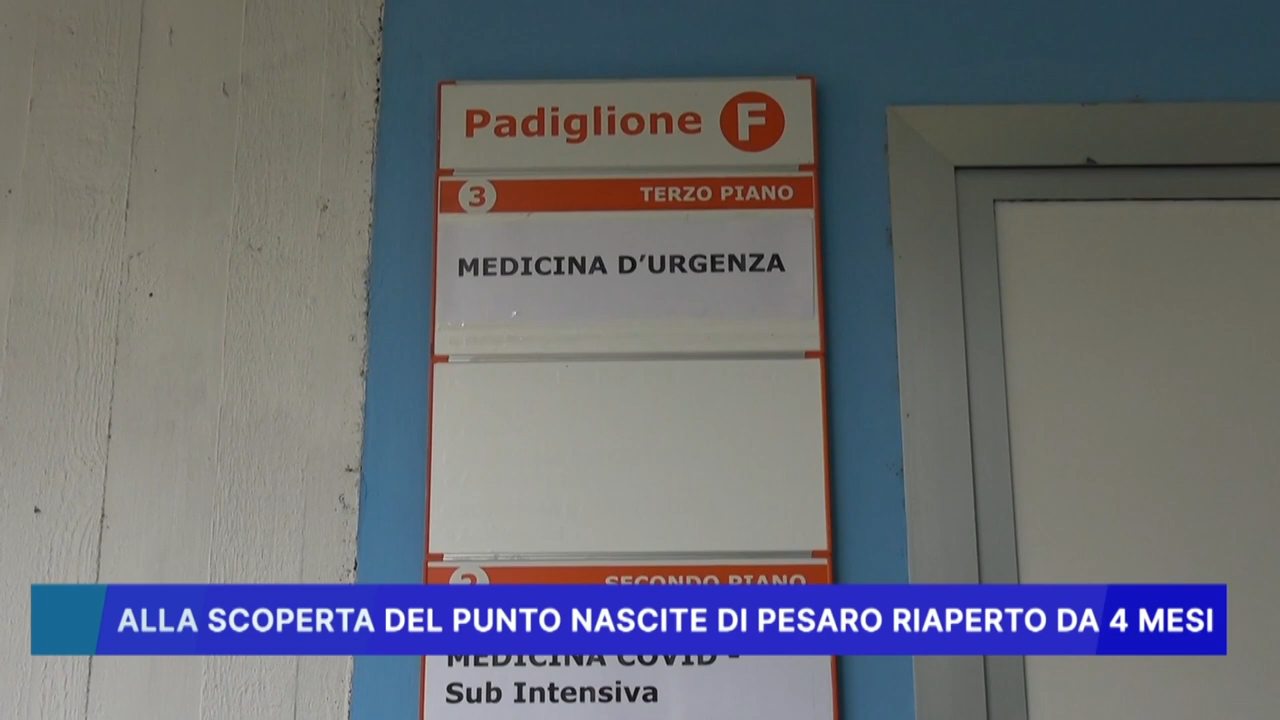 Padiglione F
3 TERZO PIANO
MEDICINA D'URGENZA
2 SECONDO PIANO
ALLA SCOPERTA DEL PUNTO NASCITE DI PESARO RIAPERTO DA 4 MESI
MEDICINA COVID -
Sub Intensiva